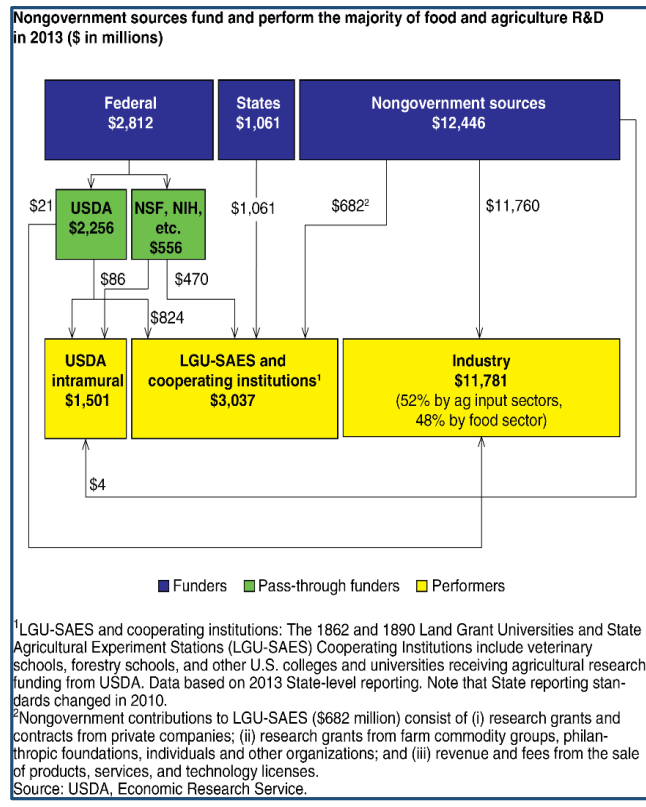 Nongovernment sources fund and perform the majority of food and agriculture R&D
in 2013 ($ in millions)
Federal
$2,812
States
$1,061
Nongovernment sources
$12,446
$21
USDA
$2,256
NSF, NIH,
etc.
$556
$1,061
$682²
$11,760
$86
$470
$824
USDA
intramural
$1,501
LGU-SAES and
cooperating institutions¹
$3,037
Industry
$11,781
(52% by ag input sectors,
48% by food sector)
$4
Funders
Pass-through funders
Performers
¹LGU-SAES and cooperating institutions: The 1862 and 1890 Land Grant Universities and State
Agricultural Experiment Stations (LGU-SAES) Cooperating Institutions include veterinary
schools, forestry schools, and other U.S. colleges and universities receiving agricultural research
funding from USDA. Data based on 2013 State-level reporting. Note that State reporting stan-
dards changed in 2010.
²Nongovernment contributions to LGU-SAES ($682 million) consist of (i) research grants and
contracts from private companies; (ii) research grants from farm commodity groups, philan-
thropic foundations, individuals and other organizations; and (iii) revenue and fees from the sale
of products, services, and technology licenses.
Source: USDA, Economic Research Service.